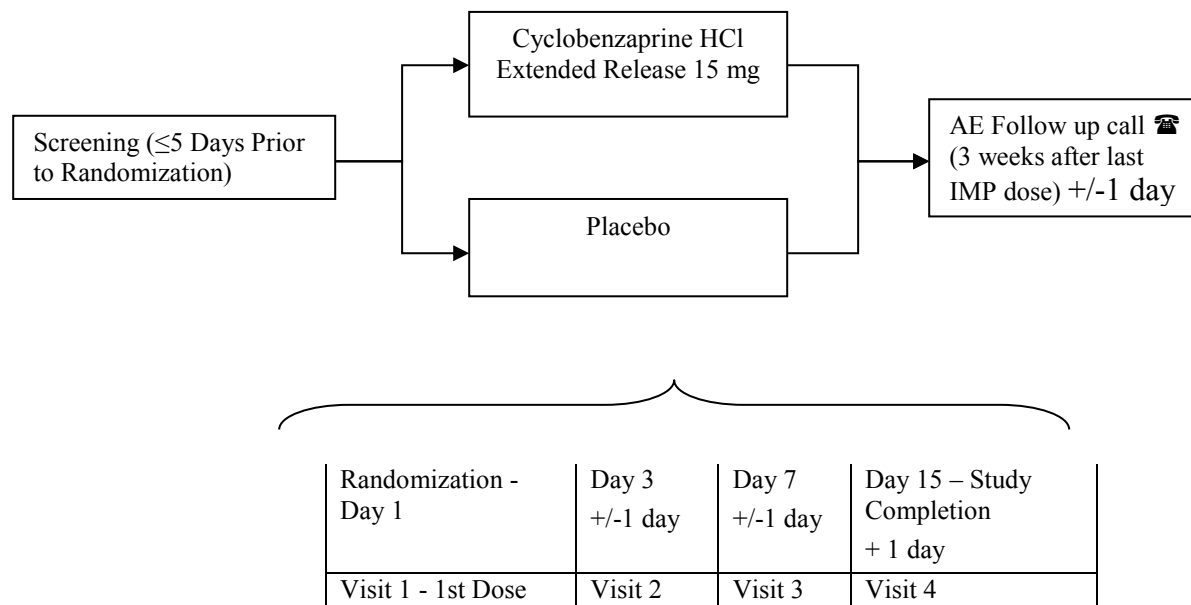 Cyclobenzaprine HCl
Extended Release 15 mg
Screening (≤5 Days Prior
to Randomization)
AE Follow up call ☎
(3 weeks after last
IMP dose) +/-1 day
Placebo
Randomization -
Day 1
Day 3
+/-1 day
Day 7
+/-1 day
Day 15 – Study
Completion
+ 1 day
Visit 1 - 1st Dose
Visit 2
Visit 3
Visit 4